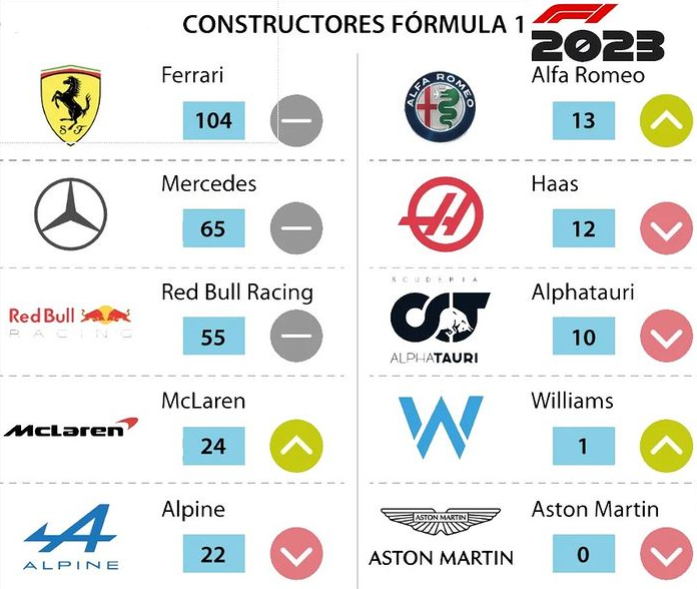 CONSTRUCTORES FÓRMULA 1
F1
2023
Ferrari
104
S F
Mercedes
65
Red Bull Racing
Red Bull
RACING
55
McLaren
McLaren
24
Alpine
ALPINE
22
Alfa Romeo
ALFA ROMEO
13
Haas
H
12
Alphatauri
SCUDERIA
AT
ALPHATAURI
10
Williams
W
1
Aston Martin
ASTON MARTIN
ASTON MARTIN
0